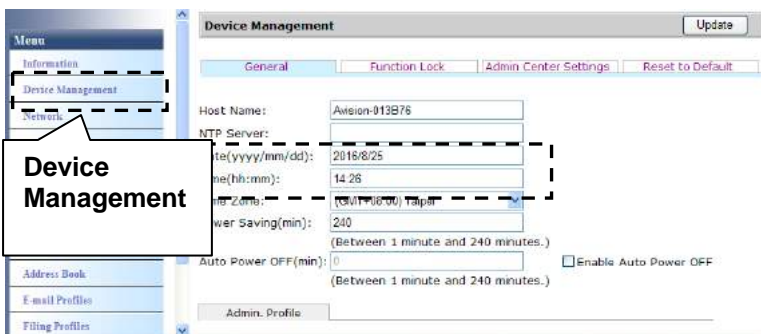 Device Management
Update
Menu
Information
Device Management
Network
Address Book
E-mail Profiles
Filing Profiles
General
Function Lock
Admin Center Settings
Reset to Default
Host Name: Avision-013B76
NTP Server:
ate(yyyy/mm/dd): 2016/8/25
me(hh:mm): 14:26
(GMT+08:00) Taipei
wer Saving(min): 240
(Between 1 minute and 240 minutes.)
Auto Power OFF(min): 0
Enable Auto Power OFF
(Between 1 minute and 240 minutes.)
Admin. Profile
Device
Management